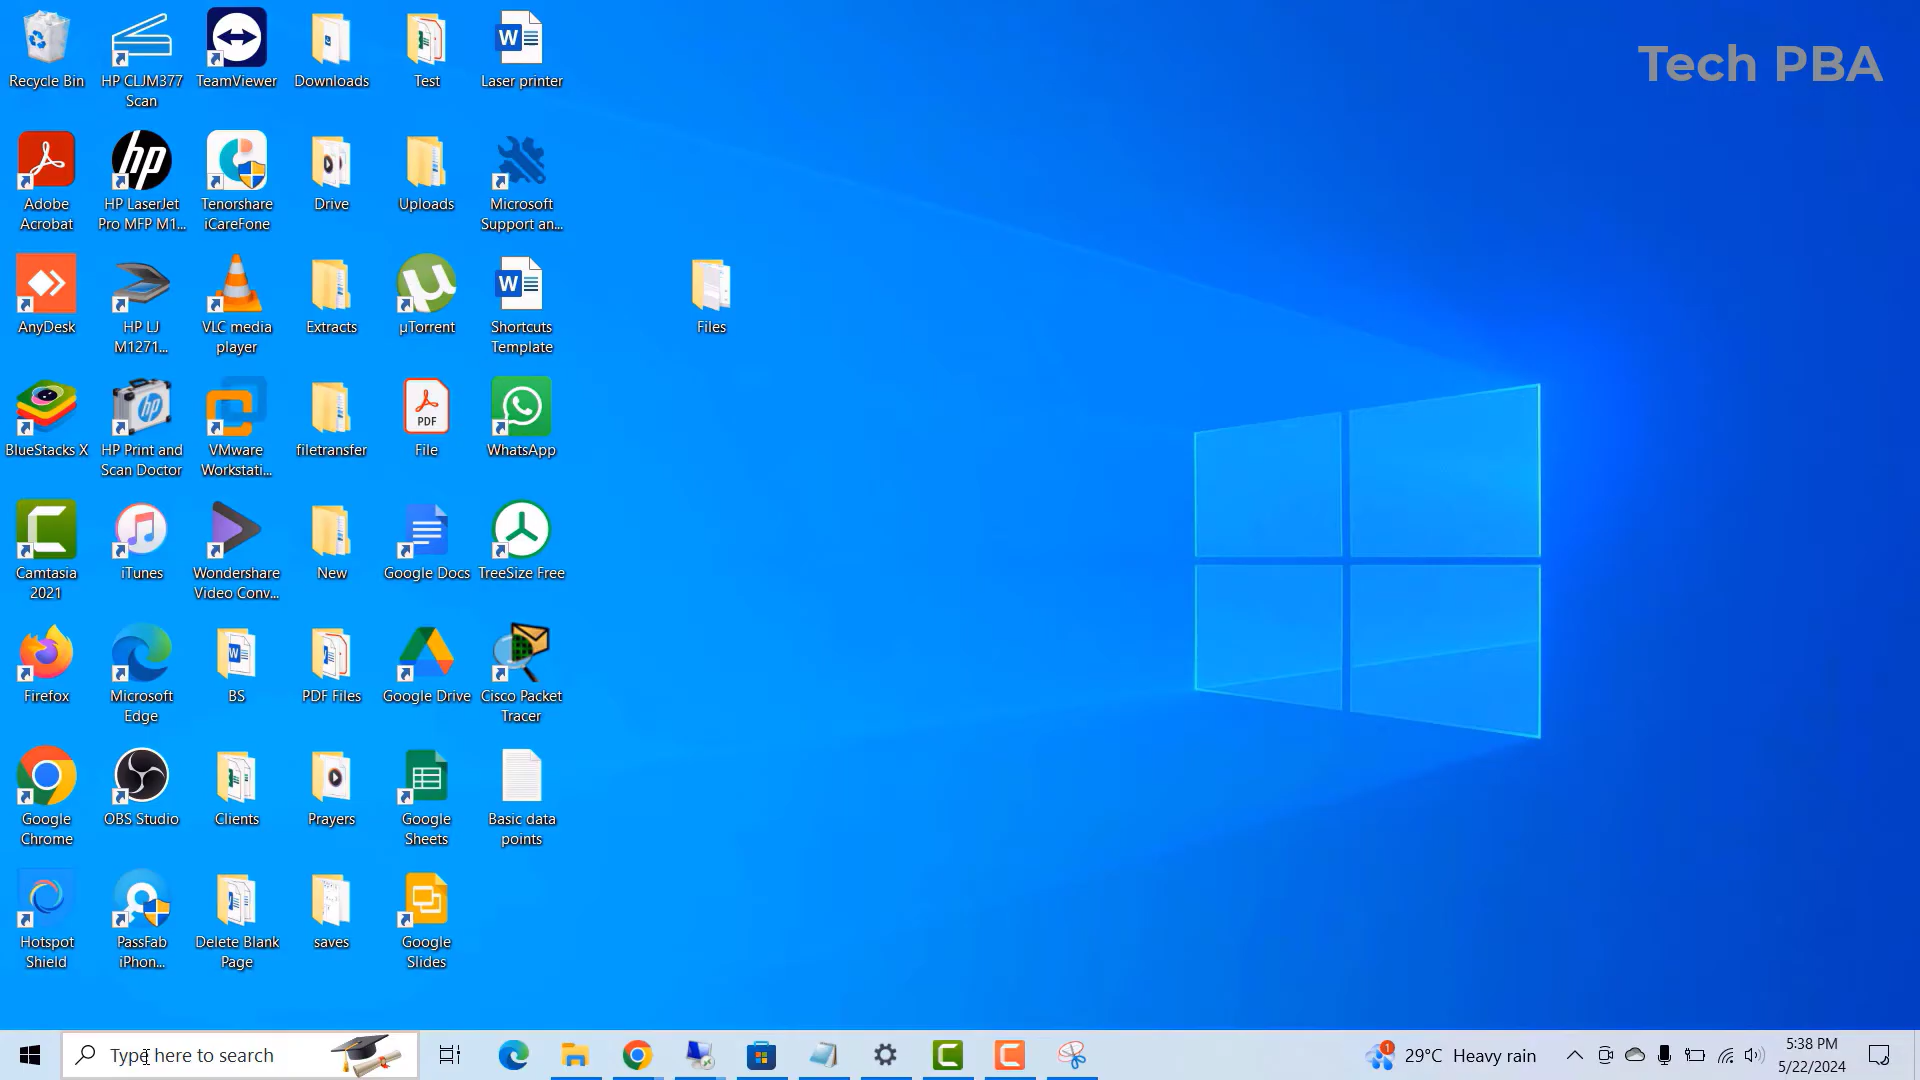 Tech PBA
Recycle Bin
HP CLJM377
Scan
TeamViewer
Downloads
Test
Laser printer
Adobe
Acrobat
HP LaserJet
Pro MFP M1...
Tenorshare
iCareFone
Drive
Uploads
Microsoft
Support an...
AnyDesk
HP LJ
M1271...
VLC media
player
Extracts
µTorrent
Shortcuts
Template
Files
BlueStacks X
HP Print and
Scan Doctor
VMware
Workstati...
filetransfer
File
WhatsApp
Camtasia
2021
iTunes
Wondershare
Video Conv...
New
Google Docs
TreeSize Free
Firefox
Microsoft
Edge
BS
PDF Files
Google Drive
Cisco Packet
Tracer
Google
Chrome
OBS Studio
Clients
Prayers
Google
Sheets
Basic data
points
Hotspot
Shield
PassFab
iPhon...
Delete Blank
Page
saves
Google
Slides
Type here to search
1
29°C Heavy rain
5:38 PM
5/22/2024